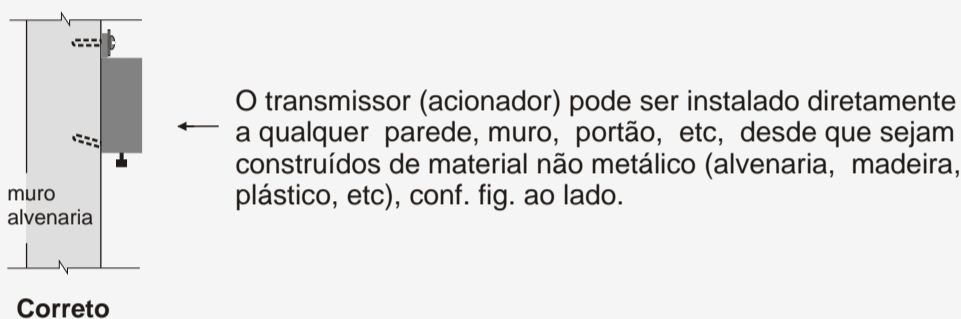 O transmissor (acionador) pode ser instalado diretamente
a qualquer parede, muro, portão, etc, desde que sejam
construídos de material não metálico (alvenaria, madeira,
plástico, etc), conf. fig. ao lado.
muro
alvenaria
Correto